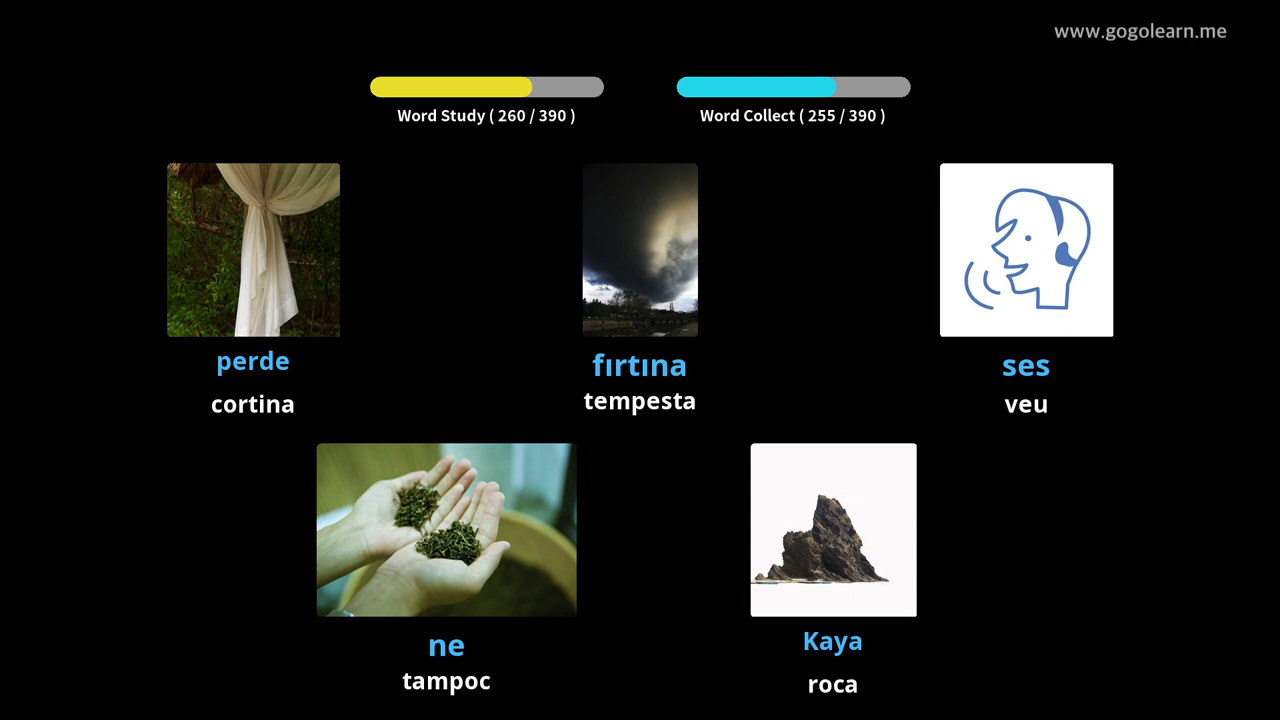 www.gogolearn.me
Word Study ( 260 / 390 )
Word Collect ( 255 / 390 )
perde
cortina
fırtına
tempesta
ses
veu
ne
tampoc
Kaya
roca